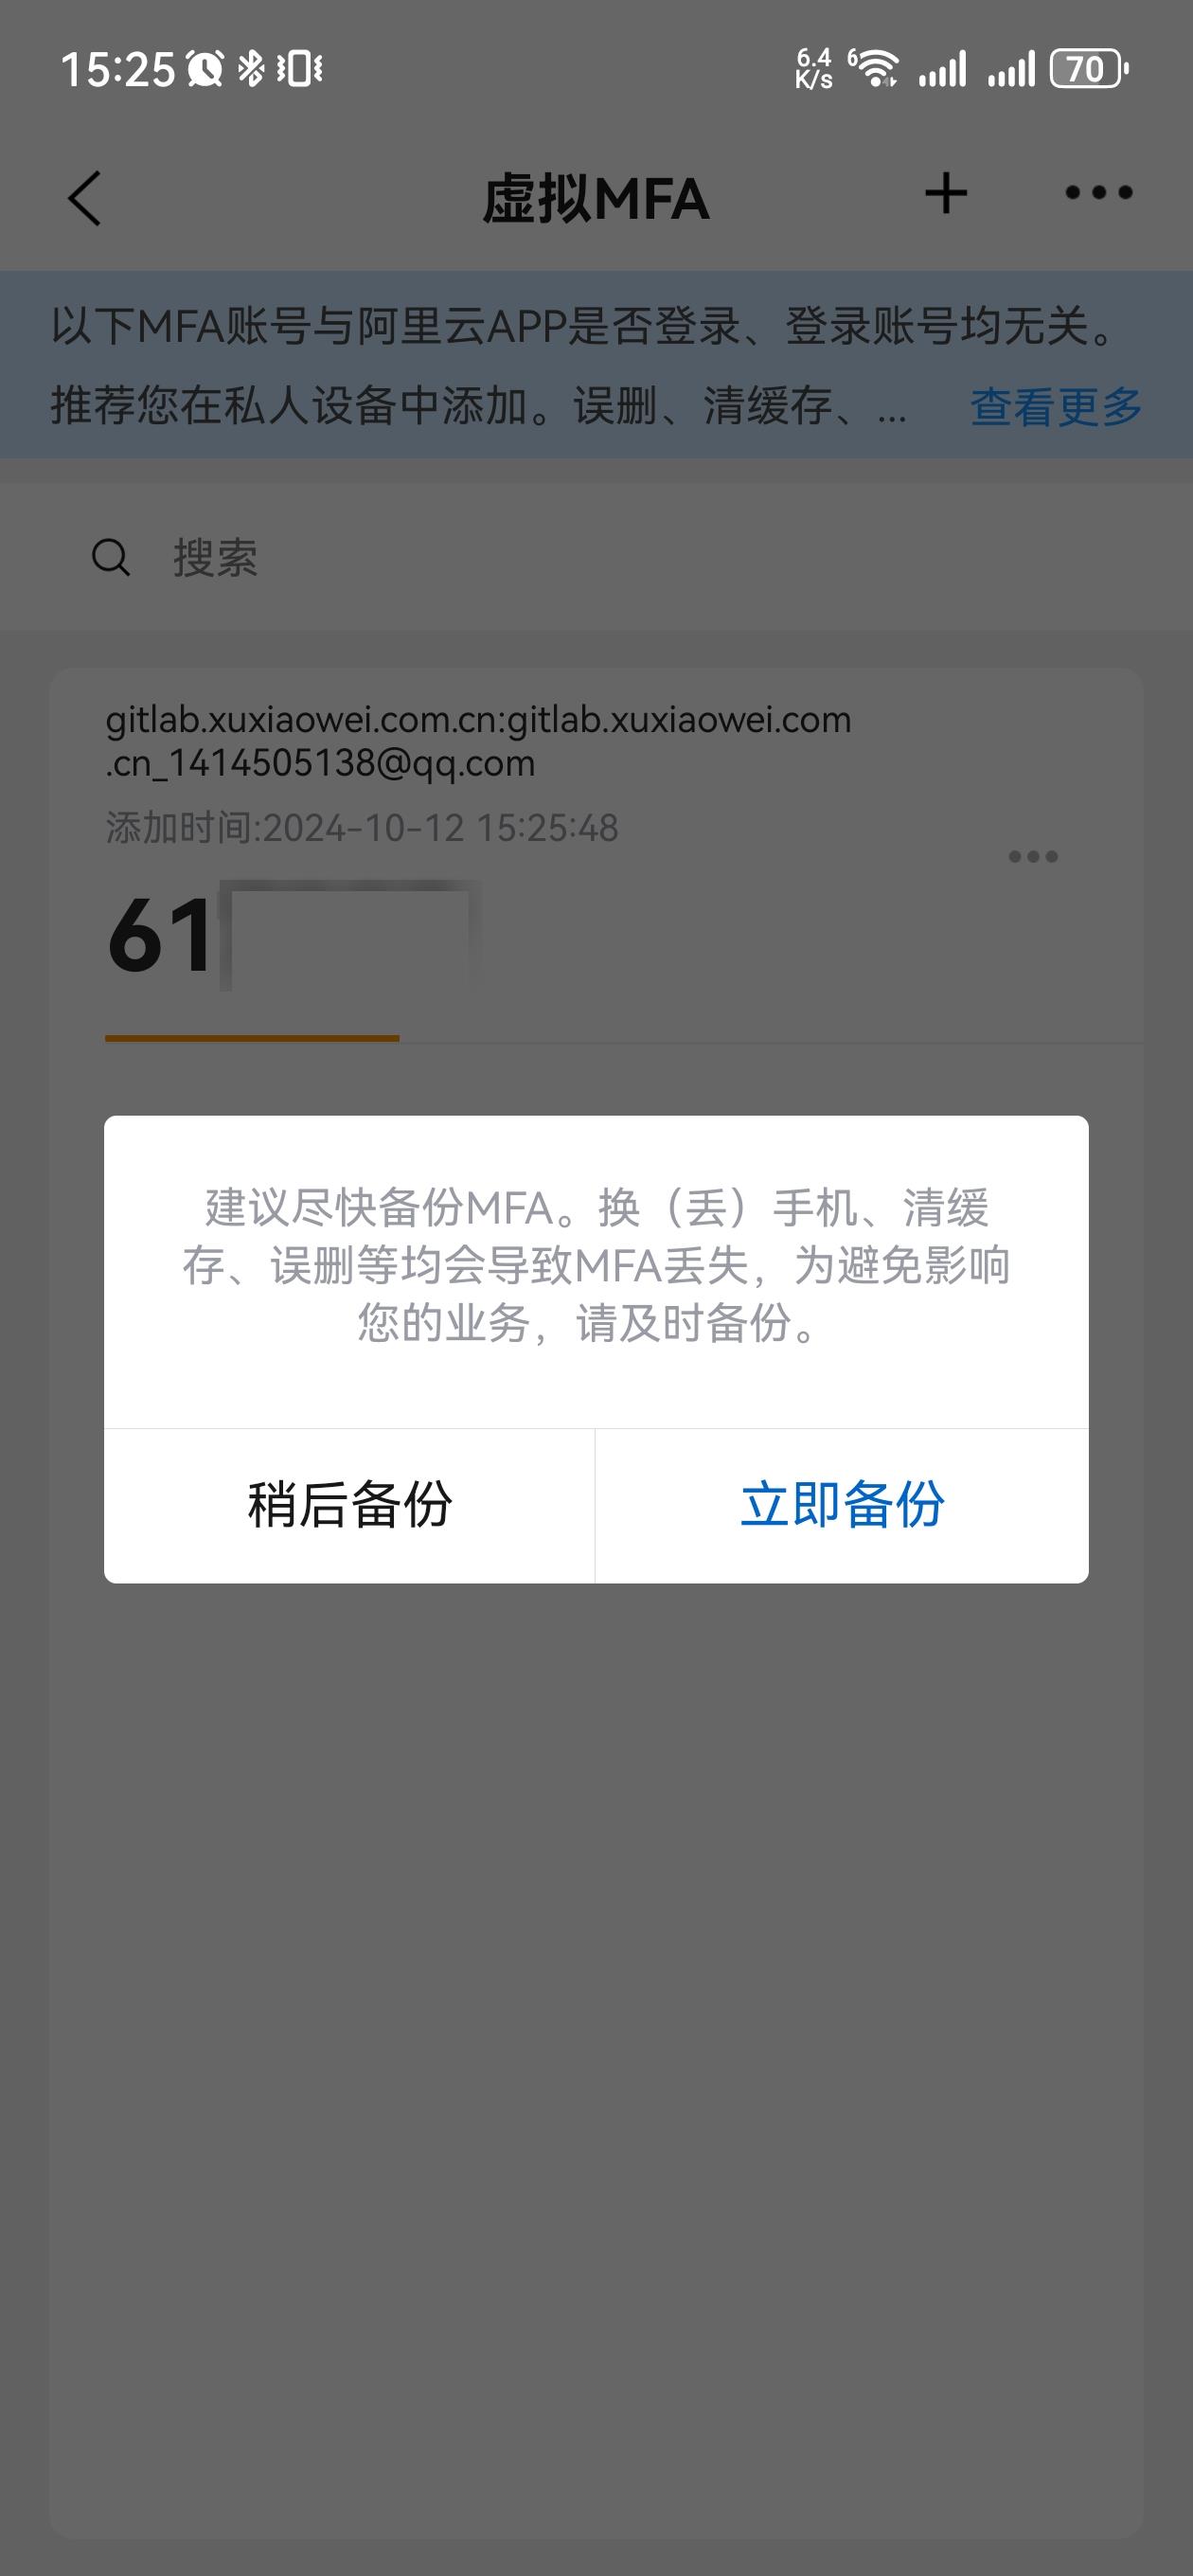 15:25
6.4
K/s
6
70
虚拟MFA
以下MFA账号与阿里云APP是否登录、登录账号均无关。
推荐您在私人设备中添加。误删、清缓存、...
查看更多
搜索
gitlab.xuxiaowei.com.cn:gitlab.xuxiaowei.com
.cn_1414505138@qq.com
添加时间:2024-10-12 15:25:48
61
建议尽快备份MFA。换（丢）手机、清缓
存、误删等均会导致MFA丢失，为避免影响
您的业务，请及时备份。
稍后备份
立即备份